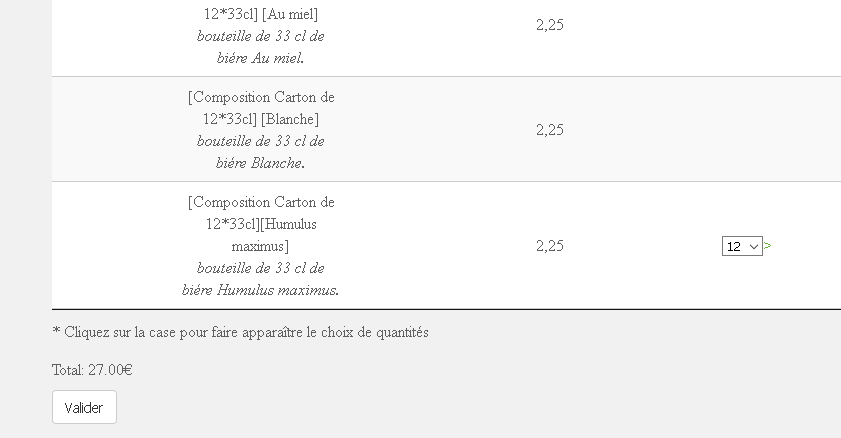 12*33cl] [Au miel]
bouteille de 33 cl de
biére Au miel.
2,25
[Composition Carton de
12*33cl] [Blanche]
bouteille de 33 cl de
biére Blanche.
2,25
[Composition Carton de
12*33cl][Humulus
maximus]
bouteille de 33 cl de
biére Humulus maximus.
2,25
12 >
* Cliquez sur la case pour faire apparaître le choix de quantités
Total: 27.00€
Valider